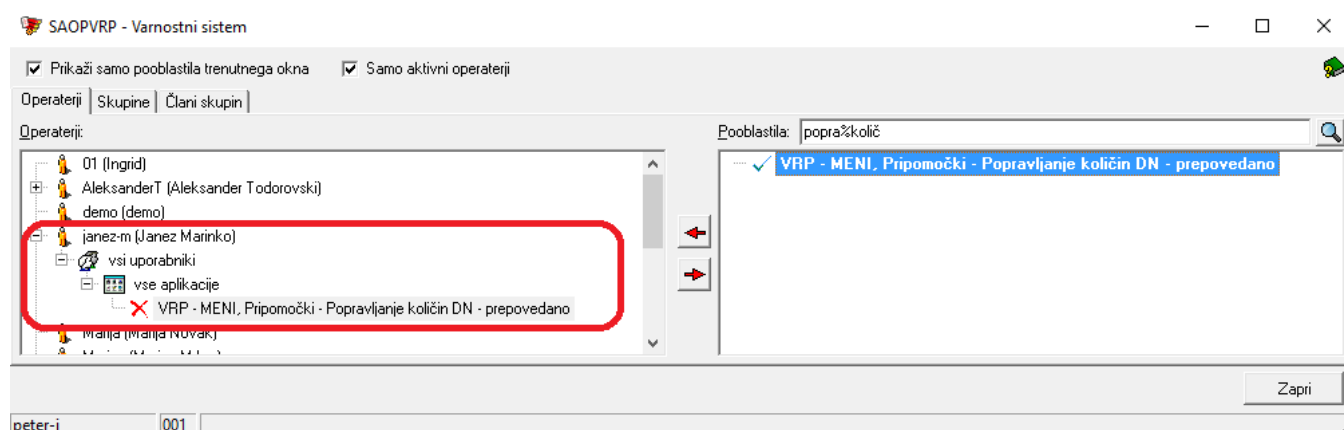 SAOPVRP - Varnostni sistem
Prikaži samo pooblastila trenutnega okna Samo aktivni operaterji
Operaterji Skupine Člani skupin
Operaterji: Pooblastila: popra%količ
01 (Ingrid) VRP - MENI, Pripomočki - Popravljanje količin DN - prepovedano
AleksanderT (Aleksander Todorovski)
demo (demo)
janez-m (Janez Marinko)
vsi uporabniki
vse aplikacije
VRP - MENI, Pripomočki - Popravljanje količin DN - prepovedano
Marija (Marija Novak)
Zapri
peter-j 001